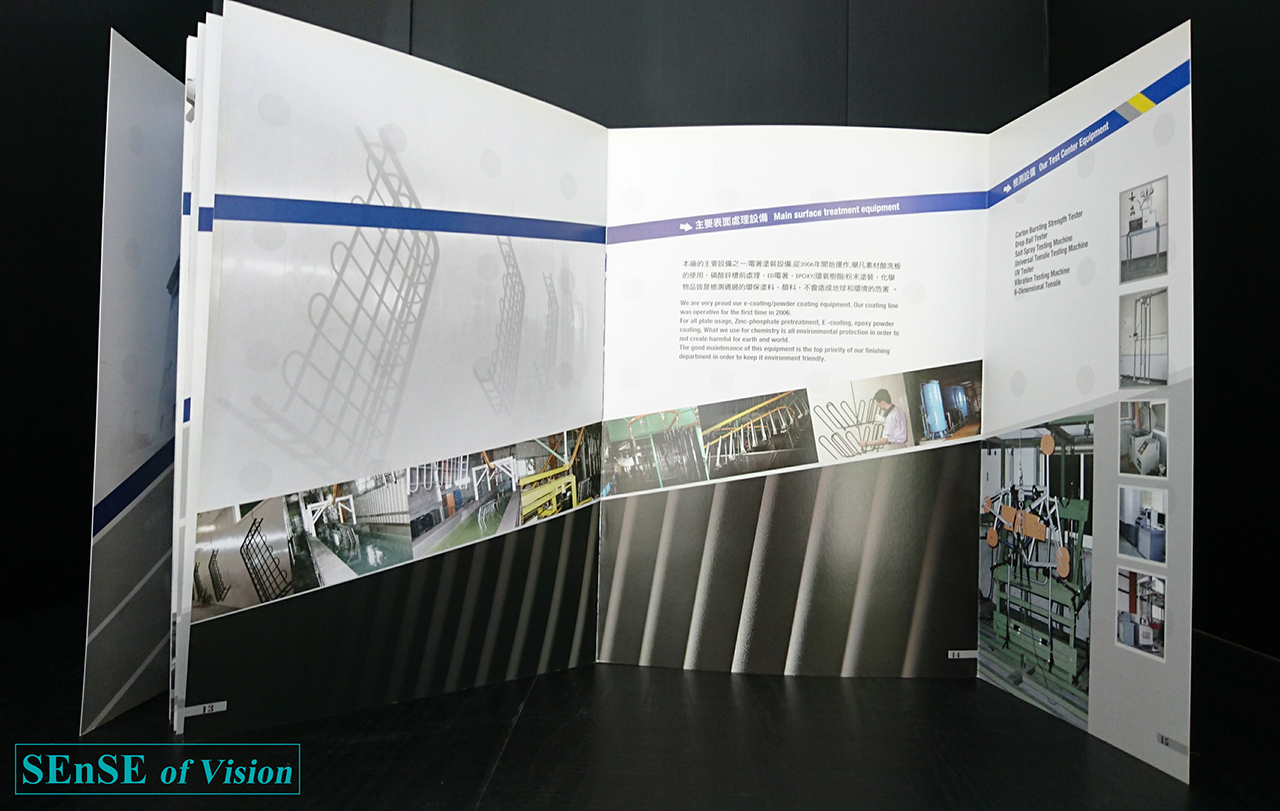 主要表面處理設備 Main surface treatment equipment
本廠的主要設備之一:電著塗裝設備,從2006年開始運作,舉凡素材酸洗板
的使用、磷酸鋅槽前處理、ED電著、EPOXY(環氧樹酯)粉末塗裝、化學
物品皆是檢測通過的環保塗料、顏料,不會造成地球和環境的危害。
We are very proud our e-coating/powder coating equipment. Our coating line
was operative for the first time in 2006.
For all plate usage, Zinc-phosphate pretreatment, E -coating, epoxy powder
coating, What we use for chemistry is all environmental protection in order to
not create harmful for earth and world.
The good maintenance of this equipment is the top priority of our finishing
department in order to keep it environment friendly.
檢測設備 Our Test Center Equipment
Carton Bursting Strength Tester
Drop Ball Tester
Salt Spray Testing Machine
Universal Tensile Testing Machine
UV Tester
Vibration Testing Machine
6-Dimensional Tensile
13
14
15
SEnSE of Vision